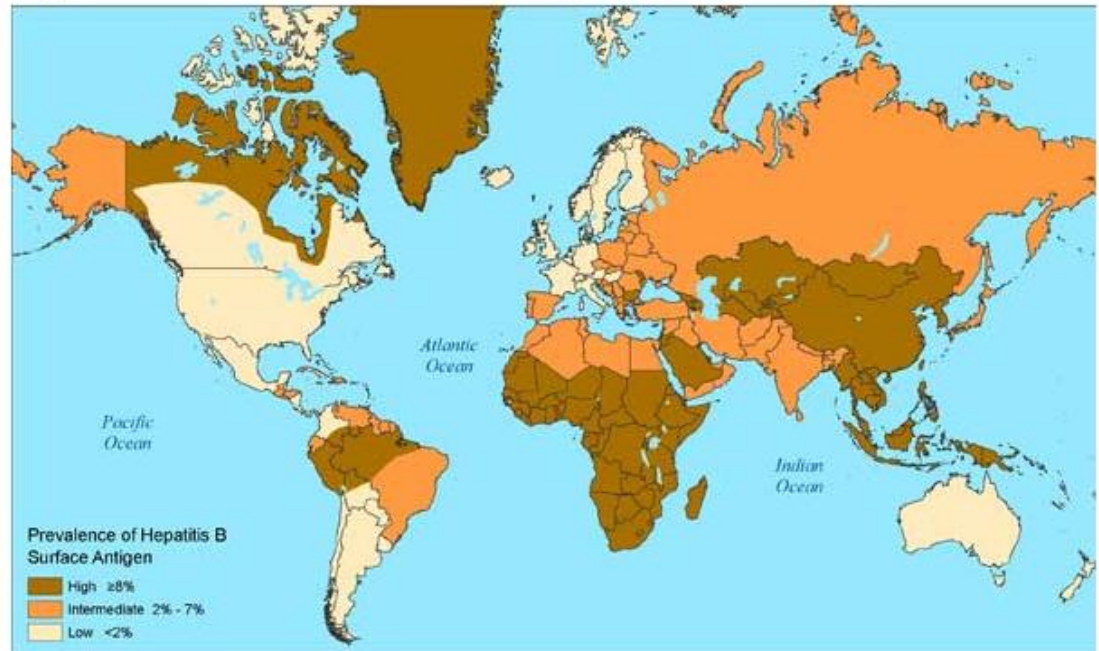 Atlantic
Ocean
Pacific
Ocean
Indian
Ocean
Prevalence of Hepatitis B
Surface Antigen
High ≥8%
Intermediate 2% - 7%
Low <2%